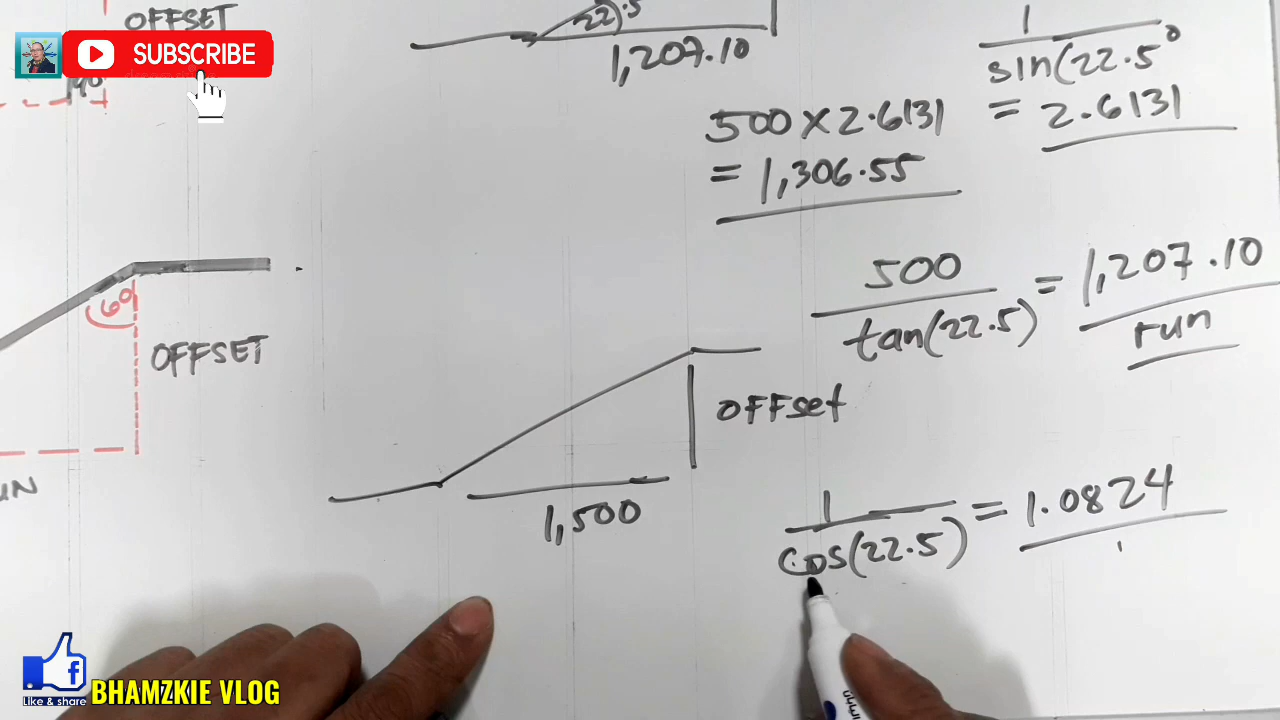 OFFSET
SUBSCRIBE
22.5
1,207.10
1
sin(22.5°
= 2.6131
500 x 2.6131
= 1,306.55
500
tan(22.5)
= 1,207.10
run
OFFSET
OFFset
1,500
1
cos(22.5)
= 1.0824
Like & share
BHAMZKIE VLOG